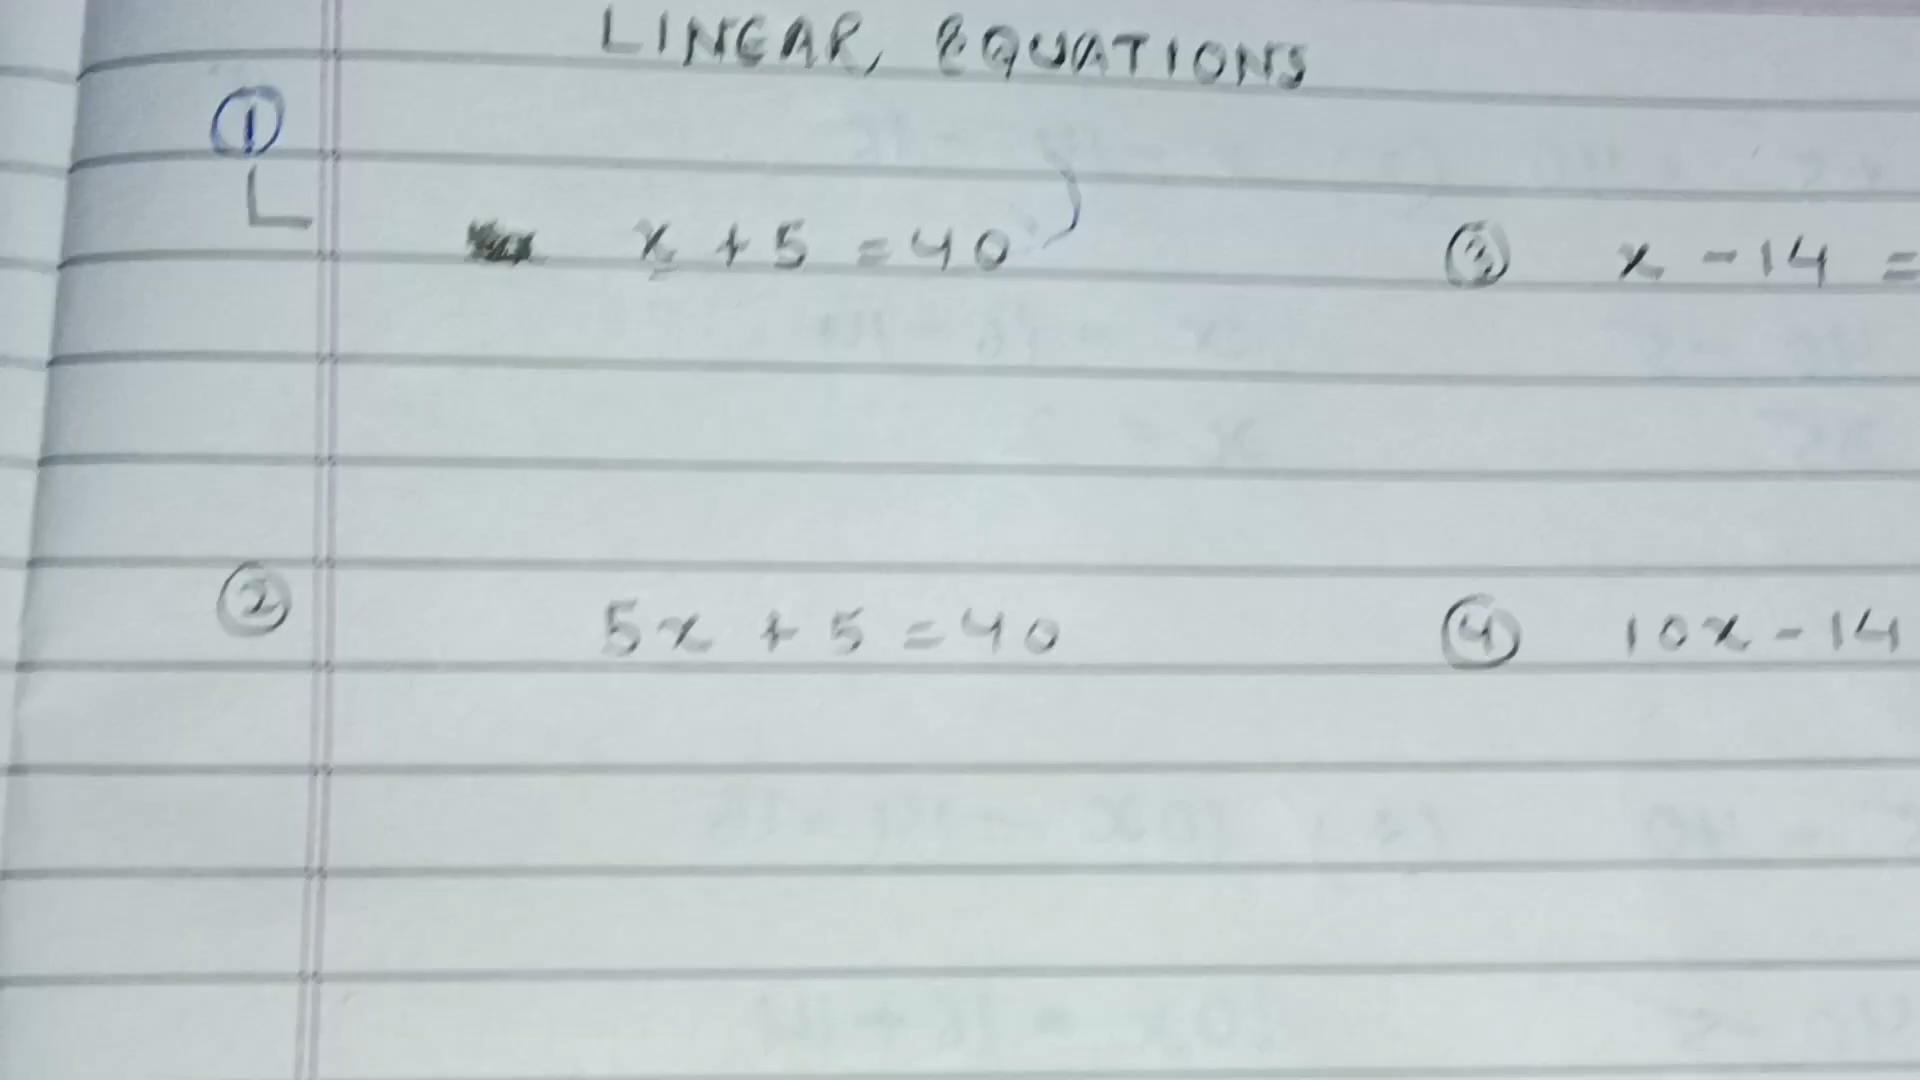 LINEAR, EQUATIONS
① x + 5 = 40
③ x - 14 =
② 5x + 5 = 40
④ 10x - 14